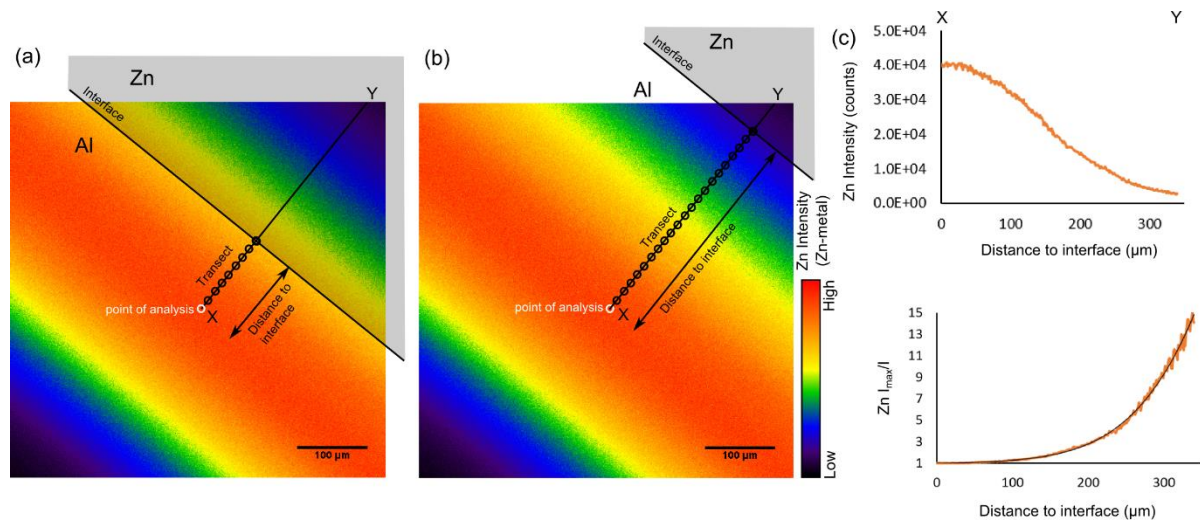 (a)
Zn
Interface
Y
Al
Transect
point of analysis
X
Distance to
interface
100 µm
(b)
Zn
Interface
Al
Y
Transect
Distance to interface
point of analysis
X
100 µm
Zn Intensity
(Zn-metal)
High
Low
(c)
X
Y
Zn Intensity (counts)
5.0E+04
4.0E+04
3.0E+04
2.0E+04
1.0E+04
0.0E+00
0
100
200
300
Distance to interface (µm)
Zn Imax/I
15
13
11
9
7
5
3
1
0
100
200
300
Distance to interface (µm)